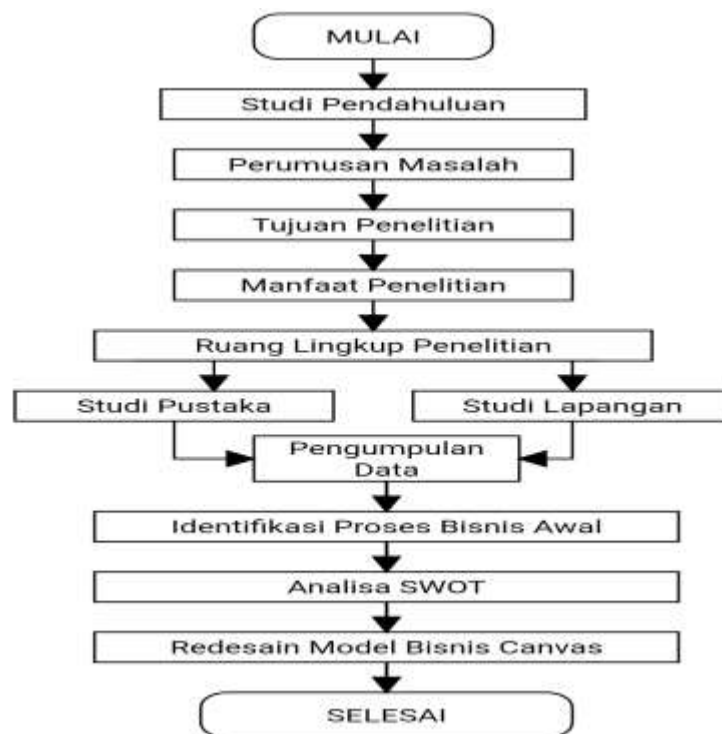 MULAI
Studi Pendahuluan
Perumusan Masalah
Tujuan Penelitian
Manfaat Penelitian
Ruang Lingkup Penelitian
Studi Pustaka
Studi Lapangan
Pengumpulan
Data
Identifikasi Proses Bisnis Awal
Analisa SWOT
Redesain Model Bisnis Canvas
SELESAI